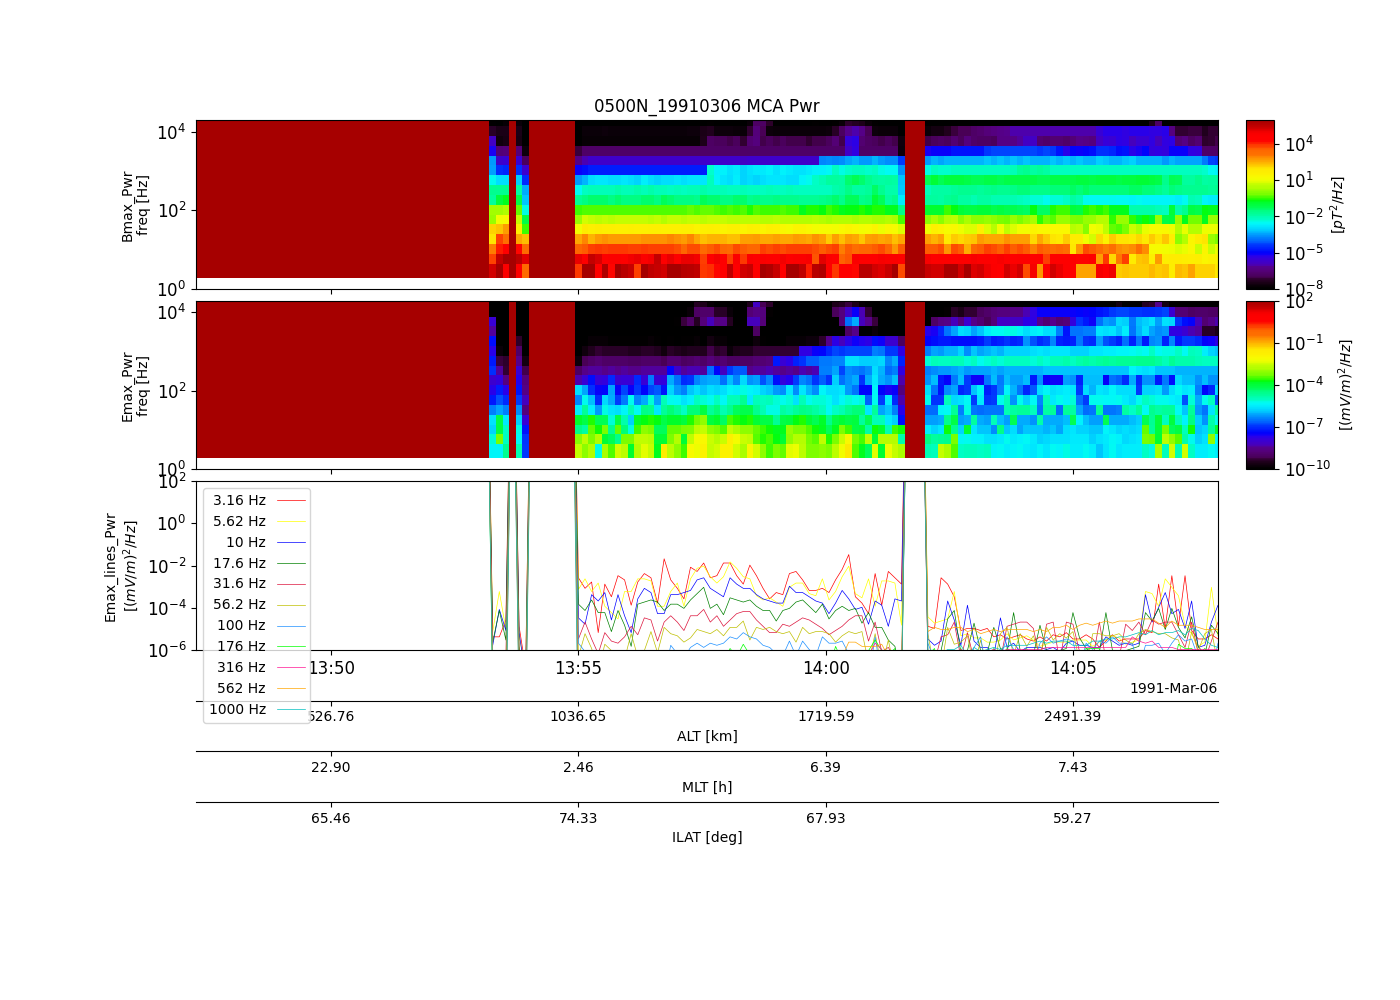 0500N_19910306 MCA Pwr
10^4
10^2
10^0
Bmax_Pwr
freq [Hz]
10^4
10^1
10^-2
10^-5
10^-8
[pT^2/Hz]
10^4
10^2
10^0
Emax_Pwr
freq [Hz]
10^2
10^-1
10^-4
10^-7
10^-10
[(mV/m)^2/Hz]
10^2
10^0
10^-2
10^-4
10^-6
Emax_lines_Pwr
[(mV/m)^2/Hz]
3.16 Hz
5.62 Hz
10 Hz
17.6 Hz
31.6 Hz
56.2 Hz
100 Hz
176 Hz
316 Hz
562 Hz
1000 Hz
13:50 13:55 14:00 14:05
1991-Mar-06
526.76 1036.65 1719.59 2491.39
ALT [km]
22.90 2.46 6.39 7.43
MLT [h]
65.46 74.33 67.93 59.27
ILAT [deg]